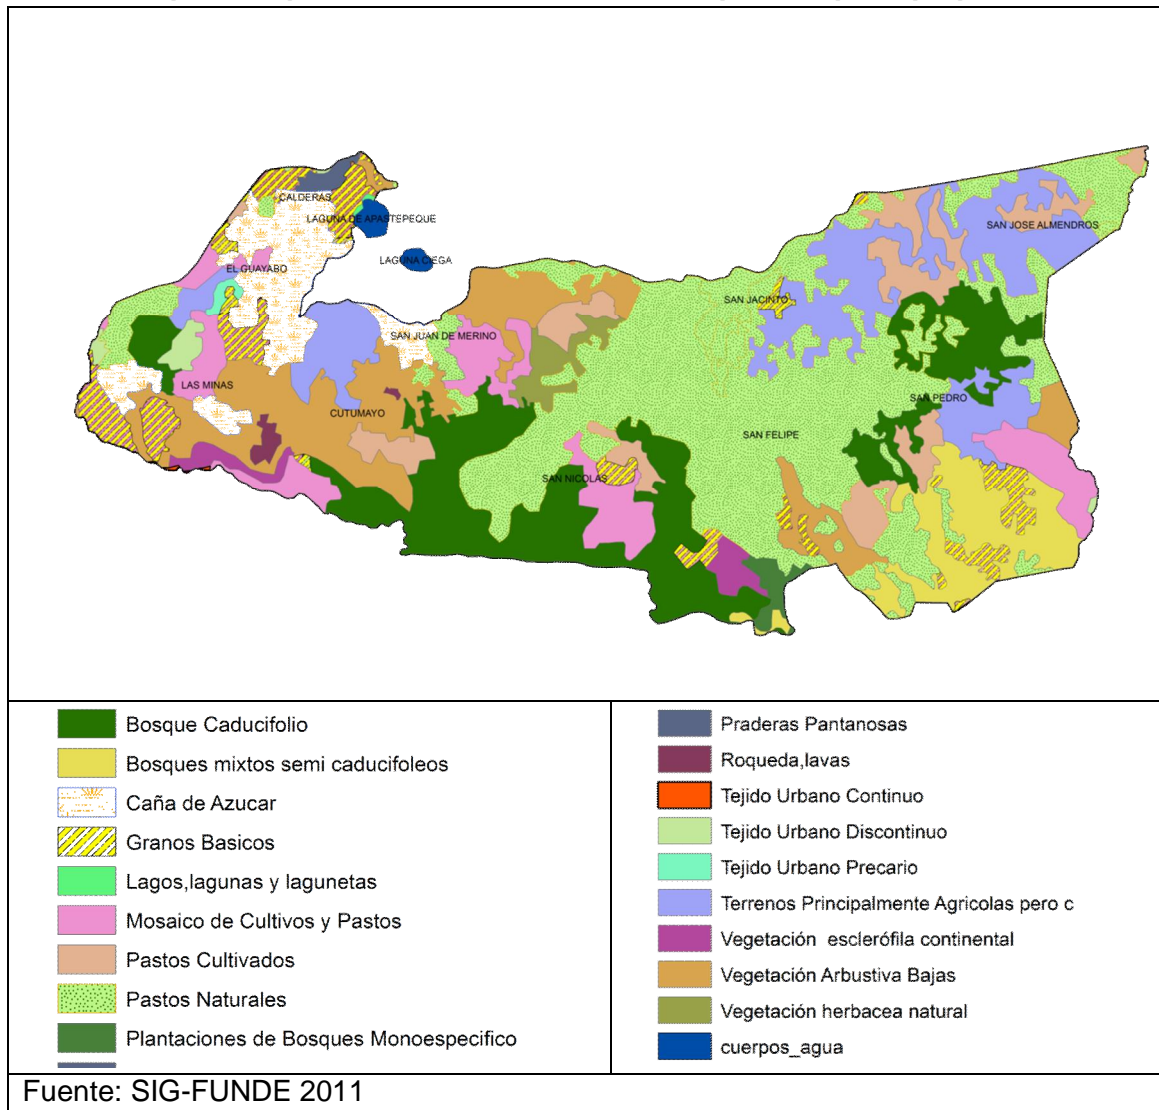 CALDERAS
LAGUNA DE APASTEPEQUE
SAN JOSE ALMENDROS
LAGUNA CIEGA
EL GUAYABO
SAN JACINTO
SAN JUAN DE MERINO
LAS MINAS
SAN PEDRO
CUTUMAYO
SAN FELIPE
SAN NICOLAS
Bosque Caducifolio
Bosques mixtos semi caducifoleos
Caña de Azucar
Granos Basicos
Lagos,lagunas y lagunetas
Mosaico de Cultivos y Pastos
Pastos Cultivados
Pastos Naturales
Plantaciones de Bosques Monoespecifico
Praderas Pantanosas
Roqueda,lavas
Tejido Urbano Continuo
Tejido Urbano Discontinuo
Tejido Urbano Precario
Terrenos Principalmente Agricolas pero c
Vegetación esclerófila continental
Vegetación Arbustiva Bajas
Vegetación herbacea natural
cuerpos_agua
Fuente: SIG-FUNDE 2011